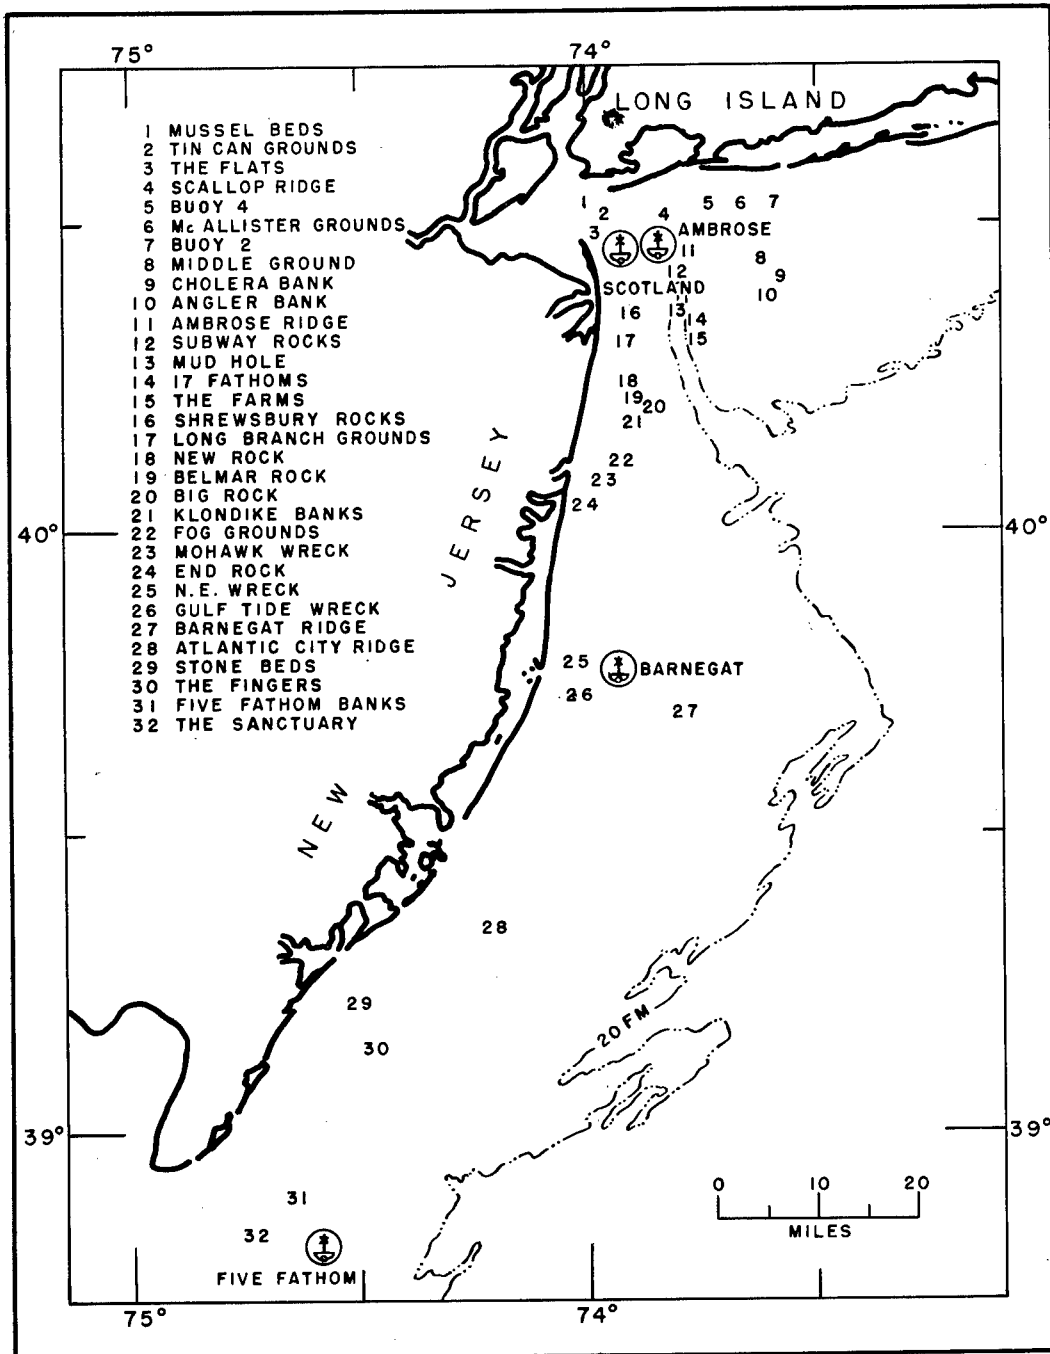 75°
74°
LONG ISLAND
1 MUSSEL BEDS
2 TIN CAN GROUNDS
3 THE FLATS
4 SCALLOP RIDGE
5 BUOY 4
6 Mc ALLISTER GROUNDS
7 BUOY 2
8 MIDDLE GROUND
9 CHOLERA BANK
10 ANGLER BANK
11 AMBROSE RIDGE
12 SUBWAY ROCKS
13 MUD HOLE
14 17 FATHOMS
15 THE FARMS
16 SHREWSBURY ROCKS
17 LONG BRANCH GROUNDS
18 NEW ROCK
19 BELMAR ROCK
20 BIG ROCK
21 KLONDIKE BANKS
22 FOG GROUNDS
23 MOHAWK WRECK
24 END ROCK
25 N.E. WRECK
26 GULF TIDE WRECK
27 BARNEGAT RIDGE
28 ATLANTIC CITY RIDGE
29 STONE BEDS
30 THE FINGERS
31 FIVE FATHOM BANKS
32 THE SANCTUARY
1
2
3
4
5
6
7
AMBROSE
11
8
12
9
SCOTLAND
10
16
13
14
17
15
18
19
20
21
22
23
24
40°
40°
NEW JERSEY
25
BARNEGAT
26
27
28
29
20 FM
30
39°
39°
31
32
FIVE FATHOM
0 10 20
MILES
75°
74°